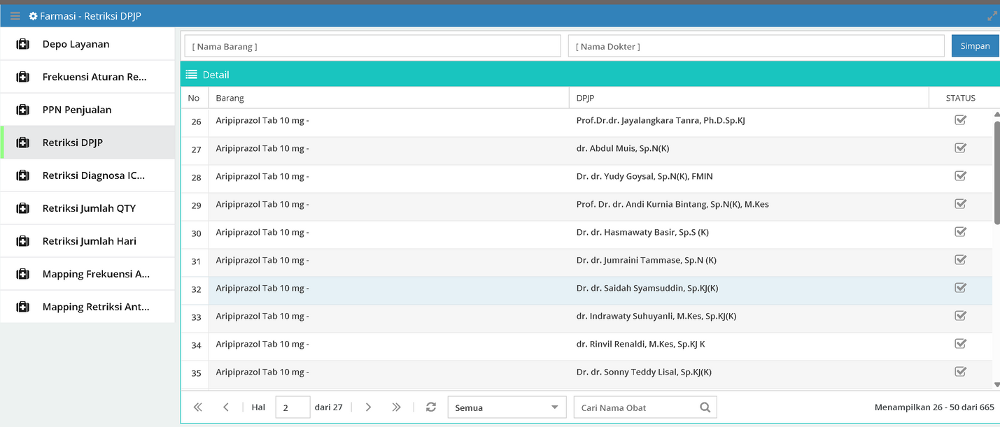 Farmasi - Retriksi DPJP
Depo Layanan
Frekuensi Aturan Re...
PPN Penjualan
Retriksi DPJP
Retriksi Diagnosa IC...
Retriksi Jumlah QTY
Retriksi Jumlah Hari
Mapping Frekuensi A...
Mapping Retriksi Ant...
[ Nama Barang ] [ Nama Dokter ] Simpan
Detail
No Barang DPJP STATUS
26 Aripiprazol Tab 10 mg - Prof.Dr.dr. Jayalangkara Tanra, Ph.D.Sp.KJ
27 Aripiprazol Tab 10 mg - dr. Abdul Muis, Sp.N(K)
28 Aripiprazol Tab 10 mg - Dr. dr. Yudy Goysal, Sp.N(K), FMIN
29 Aripiprazol Tab 10 mg - Prof. Dr. dr. Andi Kurnia Bintang, Sp.N(K), M.Kes
30 Aripiprazol Tab 10 mg - Dr. dr. Hasmawaty Basir, Sp.S (K)
31 Aripiprazol Tab 10 mg - Dr. dr. Jumraini Tammase, Sp.N (K)
32 Aripiprazol Tab 10 mg - Dr. dr. Saidah Syamsuddin, Sp.KJ(K)
33 Aripiprazol Tab 10 mg - dr. Indrawaty Suhuyanli, M.Kes, Sp.KJ(K)
34 Aripiprazol Tab 10 mg - dr. Rinvil Renaldi, M.Kes, Sp.KJ K
35 Aripiprazol Tab 10 mg - Dr. dr. Sonny Teddy Lisal, Sp.KJ(K)
Hal 2 dari 27 Semua Cari Nama Obat Menampilkan 26 - 50 dari 665